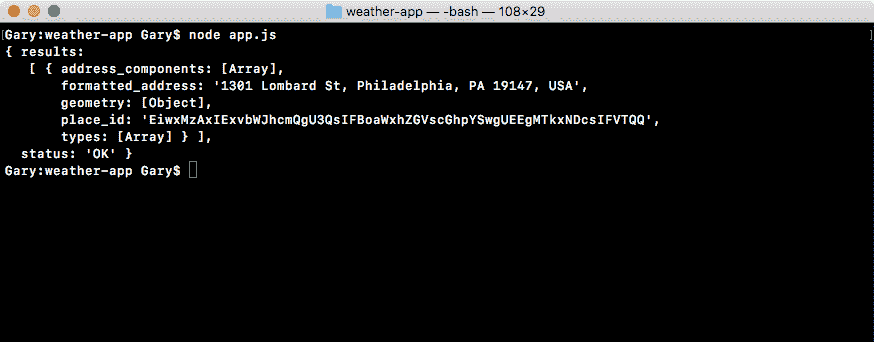 weather-app — -bash — 108×29
[Gary:weather-app Gary$ node app.js ]
{ results:
   [ { address_components: [Array],
       formatted_address: '1301 Lombard St, Philadelphia, PA 19147, USA',
       geometry: [Object],
       place_id: 'EiwxMzAxIExvbWJhcmQgU3QsIFBoaWxhZGVscGhpYSwgUEEgMTkxNDcsIFVTQQ',
       types: [Array] } ],
  status: 'OK' }
Gary:weather-app Gary$